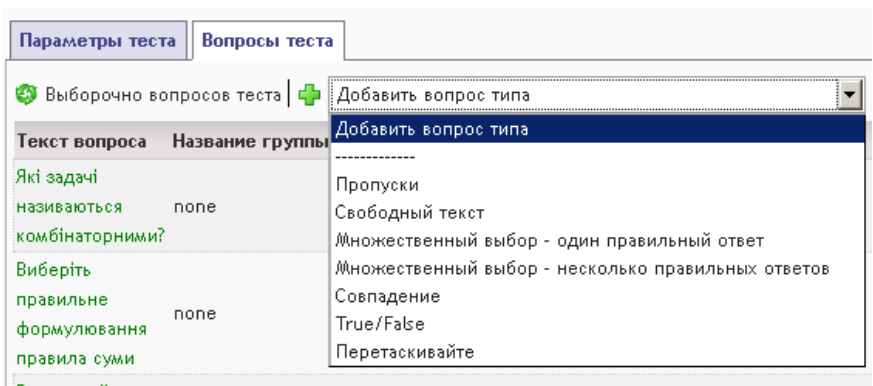 Параметры теста
Вопросы теста
Выборочно вопросов теста
Добавить вопрос типа
Добавить вопрос типа
-------------
Пропуски
Свободный текст
Множественный выбор - один правильный ответ
Множественный выбор - несколько правильных ответов
Совпадение
True/False
Перетаскивайте
Текст вопроса
Название группы
Які задачі
називаються
комбінаторними?
none
Виберіть
правильне
формулювання
правила суми
none